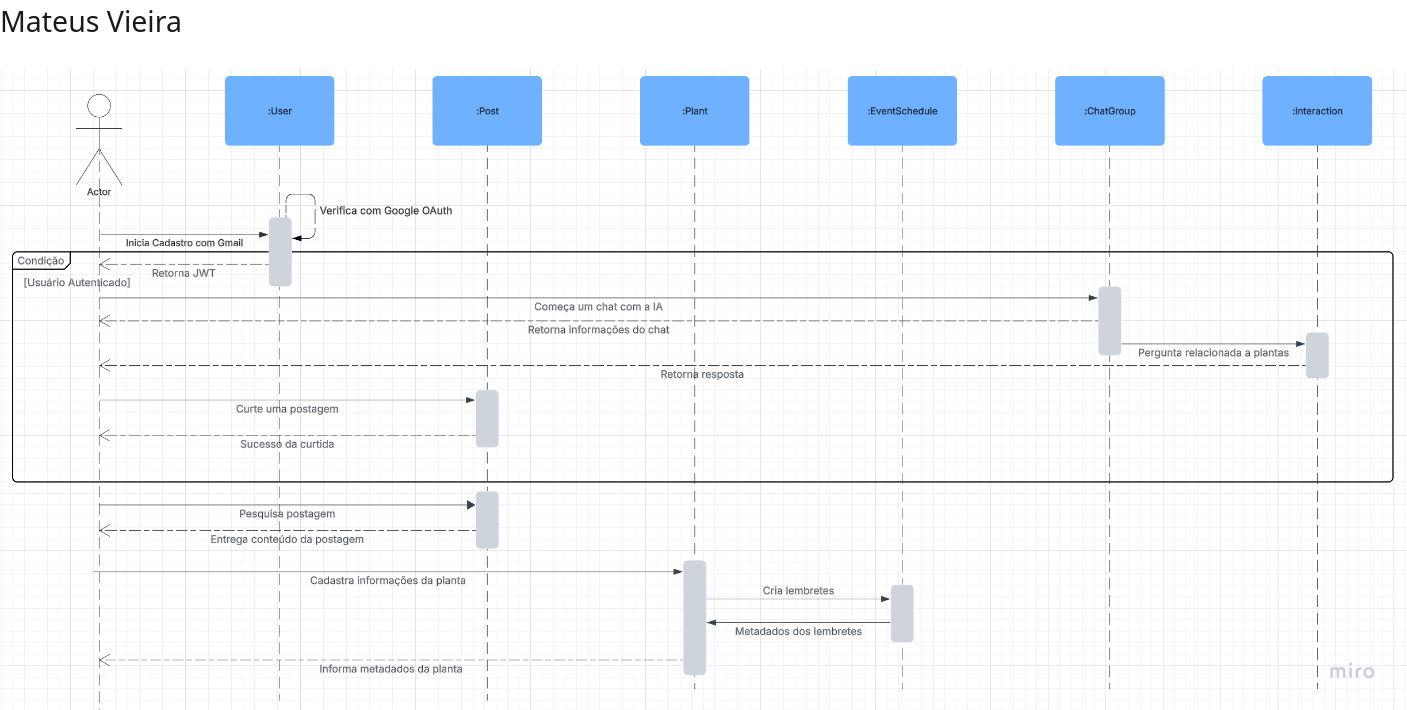 Mateus Vieira
:User
:Post
:Plant
:EventSchedule
:ChatGroup
:Interaction
Actor
Verifica com Google OAuth
Inicia Cadastro com Gmail
Condição
Retorna JWT
[Usuário Autenticado]
Começa um chat com a IA
Retorna informações do chat
Pergunta relacionada a plantas
Retorna resposta
Curte uma postagem
Sucesso da curtida
Pesquisa postagem
Entrega conteúdo da postagem
Cadastra informações da planta
Cria lembretes
Metadados dos lembretes
Informa metadados da planta
miro